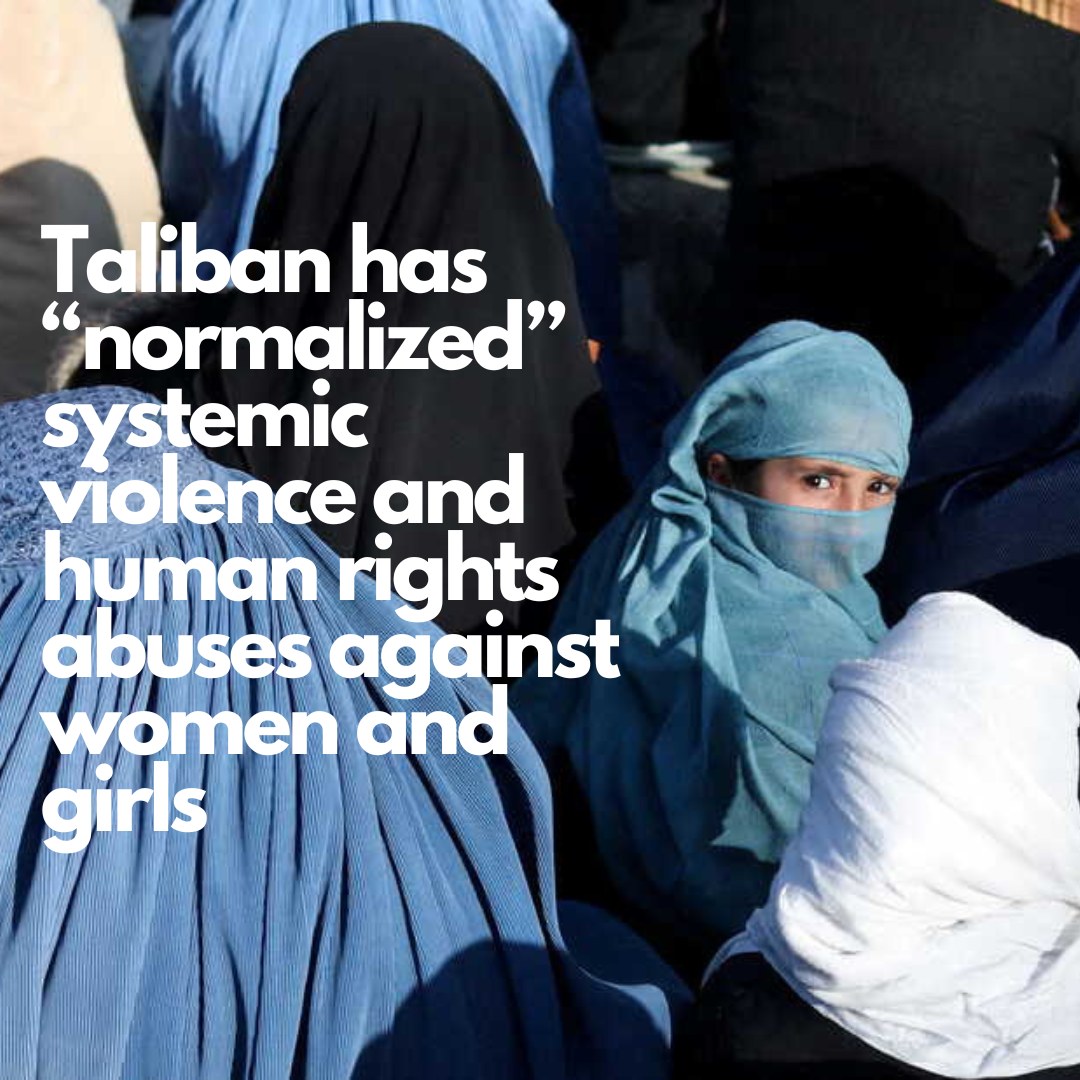 Taliban has
“normalized”
systemic
violence and
human rights
abuses against
women and
girls